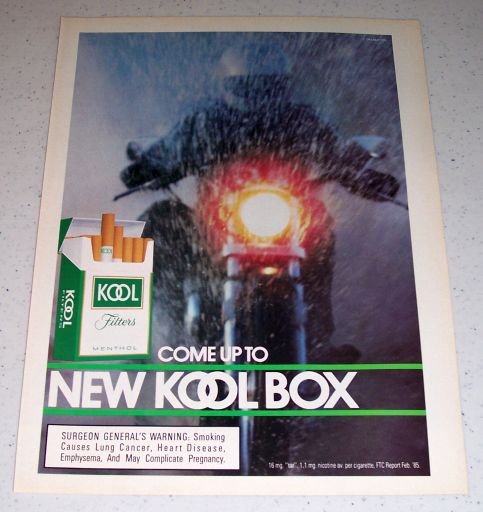 KOOL
FILTERS
KOOL
Filters
MENTHOL
COME UP TO
NEW KOOL BOX
SURGEON GENERAL'S WARNING: Smoking
Causes Lung Cancer, Heart Disease,
Emphysema, And May Complicate Pregnancy.
16 mg. "tar", 1.1 mg. nicotine av. per cigarette, FTC Report Feb. '85.